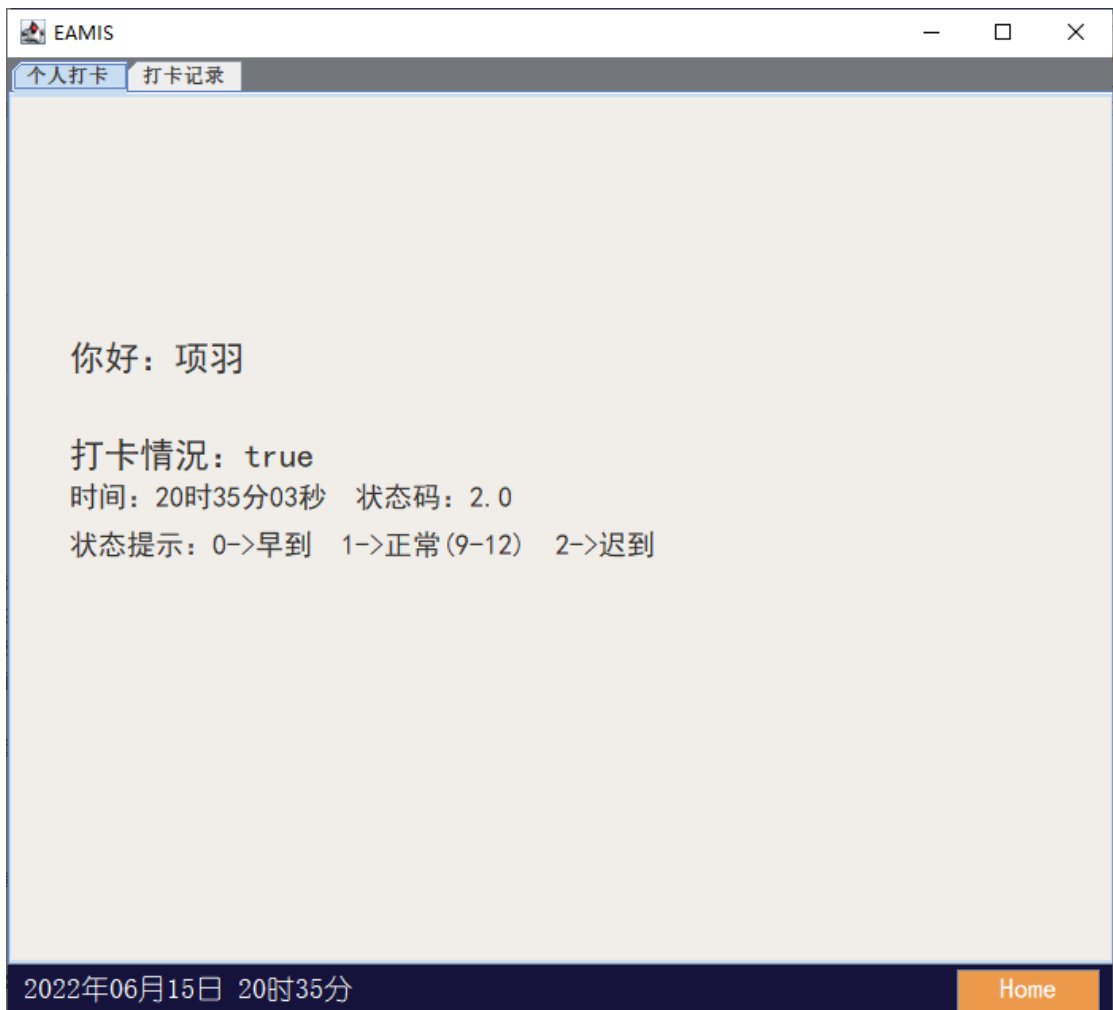 EAMIS
个人打卡 打卡记录
你好：项羽
打卡情況：true
时间：20时35分03秒 状态码：2.0
状态提示：0->早到 1->正常(9-12) 2->迟到
2022年06月15日 20时35分 Home